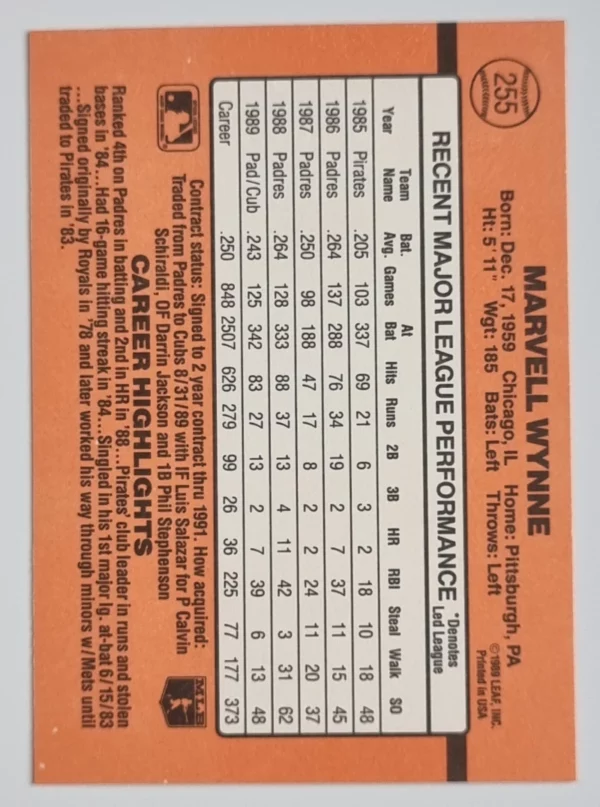 255
MARVELL WYNNE
Born: Dec. 17, 1959 Chicago, IL Home: Pittsburgh, PA
Ht: 5'11" Wgt: 185 Bats: Left Throws: Left
©1989 LEAF, INC.
Printed in USA
RECENT MAJOR LEAGUE PERFORMANCE *Denotes Led League
Year Team Name Bat. Avg. Games At Bat Hits Runs 2B 3B HR RBI Steal Walk SO
1985 Pirates .205 103 337 69 21 6 3 2 18 10 18 48
1986 Padres .264 137 288 76 34 19 2 7 37 11 15 45
1987 Padres .250 98 188 47 17 8 2 2 24 11 20 37
1988 Padres .264 128 333 88 37 13 4 11 42 3 31 62
1989 Pad/Cub .243 125 342 83 27 13 2 7 39 6 13 48
Career .250 848 2507 626 279 99 26 36 225 77 177 373
Contract status: Signed to 2 year contract thru 1991. How acquired:
Traded from Padres to Cubs 8/31/89 with IF Luis Salazar for P Calvin
Schiraldi, OF Darrin Jackson and 1B Phil Stephenson
MLB
CAREER HIGHLIGHTS
Ranked 4th on Padres in batting and 2nd in HR in '88...Pirates' club leader in runs and stolen
bases in '84...Had 16-game hitting streak in '84...Singled in his 1st major lg. at-bat 6/15/83
...Signed originally by Royals in '78 and later worked his way through minors w/Mets until
traded to Pirates in '83.